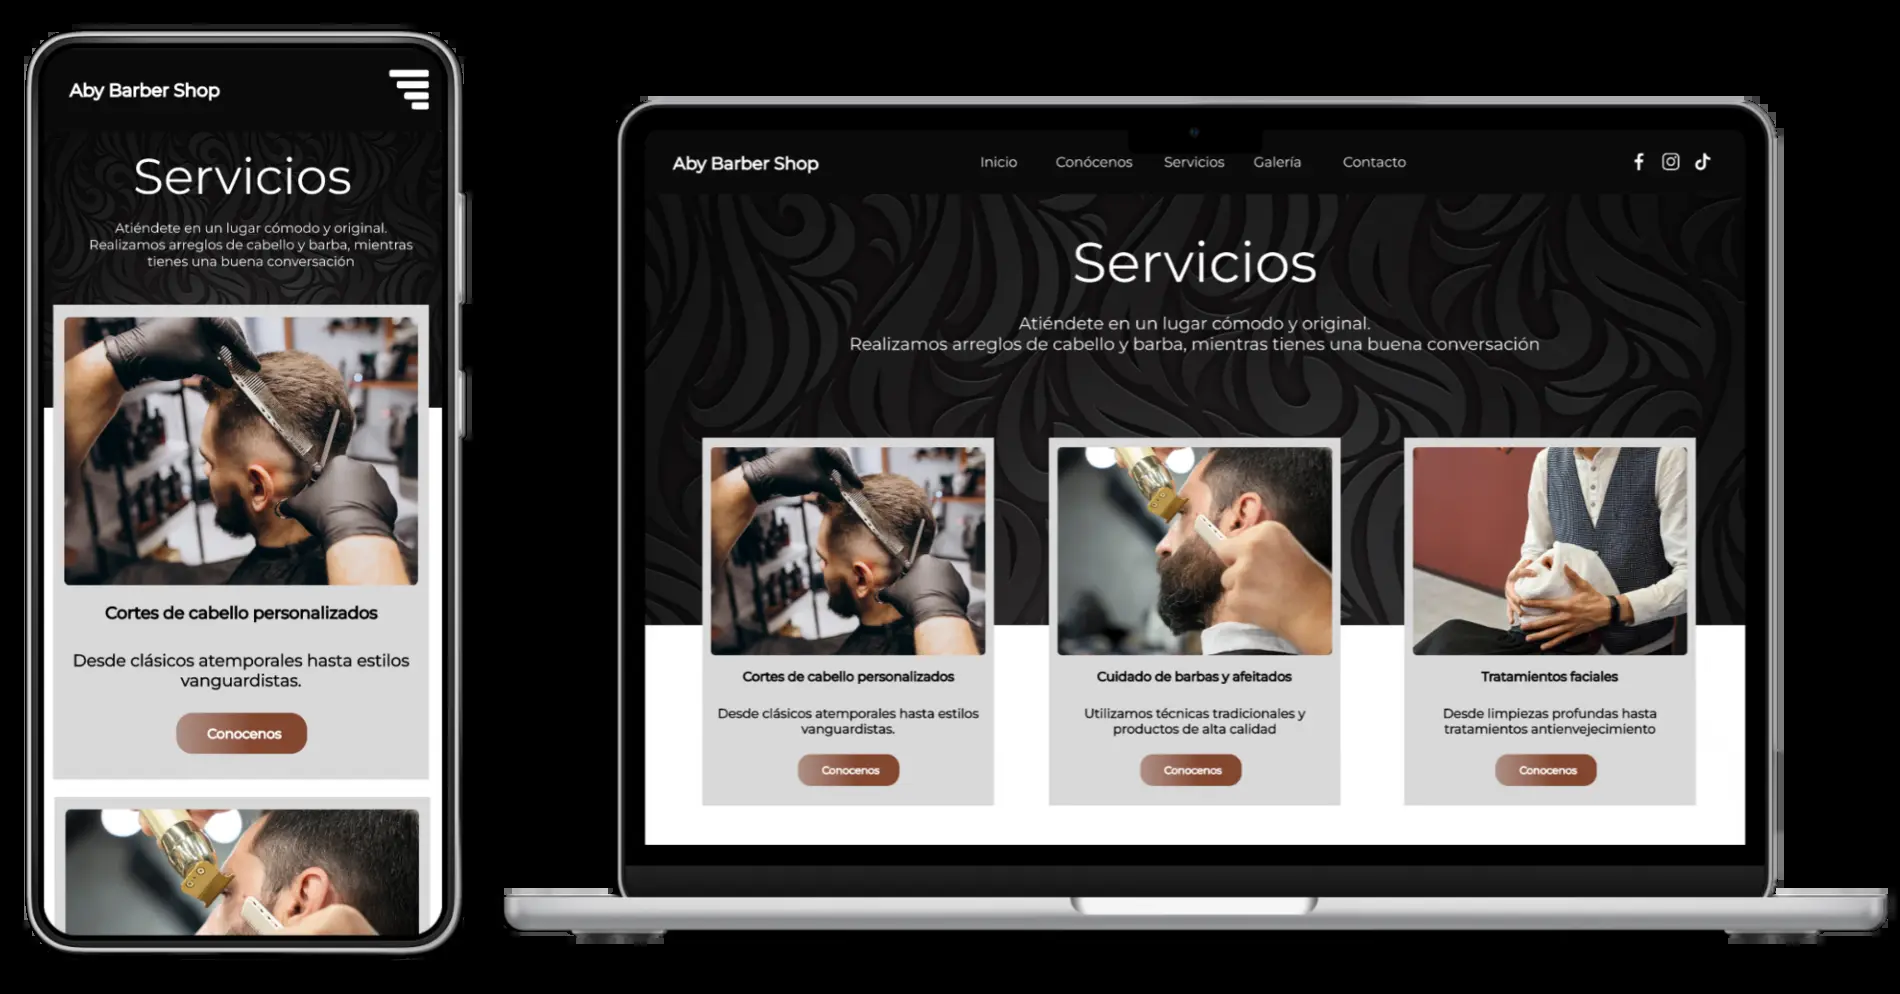 Aby Barber Shop
Servicios
Atiéndete en un lugar cómodo y original.
Realizamos arreglos de cabello y barba, mientras
tienes una buena conversación
Cortes de cabello personalizados
Desde clásicos atemporales hasta estilos
vanguardistas.
Conocenos
Aby Barber Shop
Inicio
Conócenos
Servicios
Galería
Contacto
Servicios
Atiéndete en un lugar cómodo y original.
Realizamos arreglos de cabello y barba, mientras tienes una buena conversación
Cortes de cabello personalizados
Desde clásicos atemporales hasta estilos
vanguardistas.
Conocenos
Cuidado de barbas y afeitados
Utilizamos técnicas tradicionales y
productos de alta calidad
Conocenos
Tratamientos faciales
Desde limpiezas profundas hasta
tratamientos antienvejecimiento
Conocenos